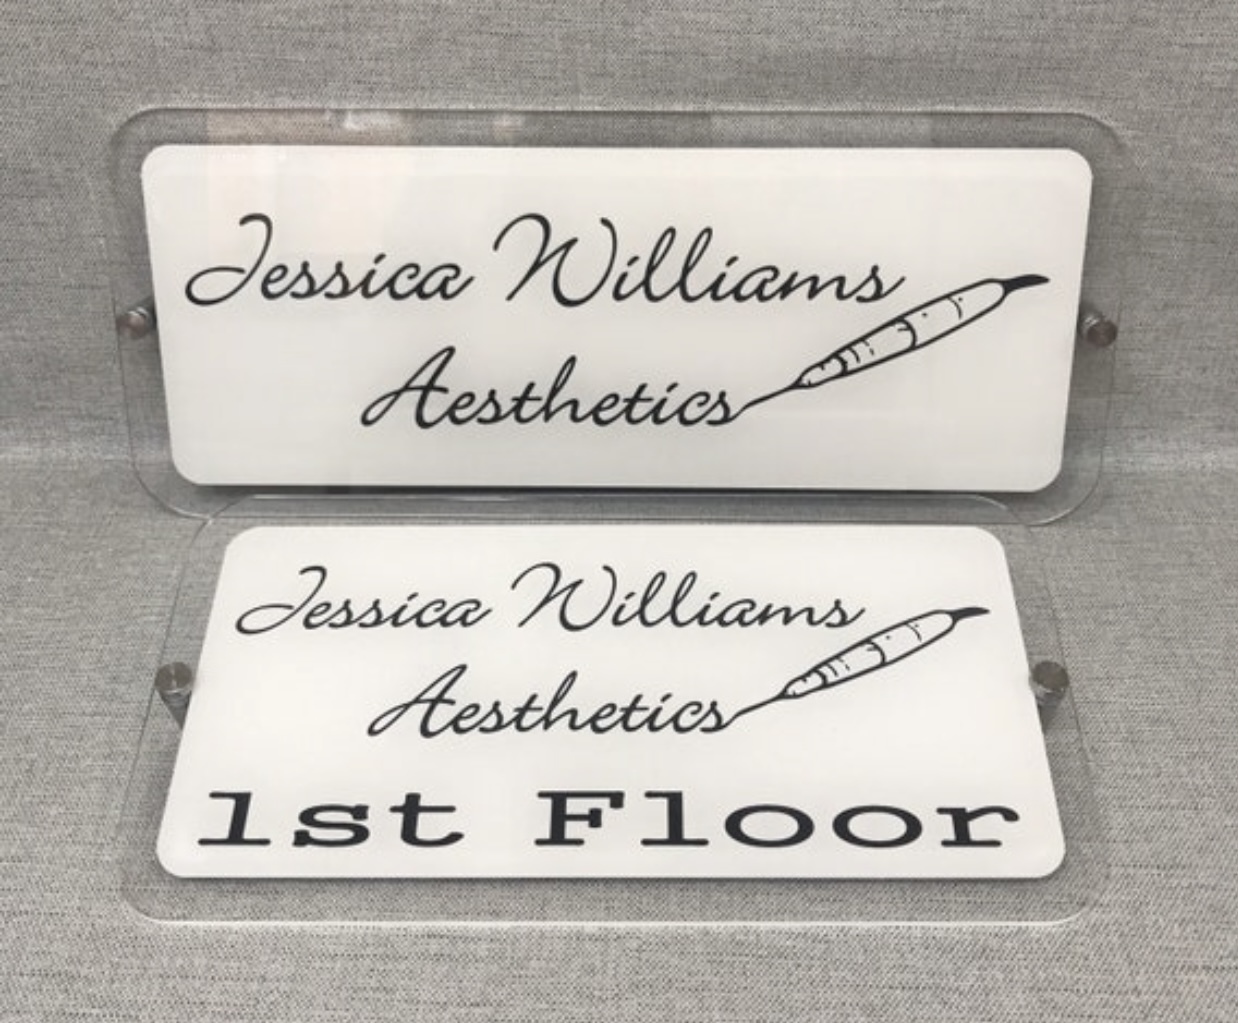 Jessica Williams
Aesthetics
Jessica Williams
Aesthetics
1st Floor